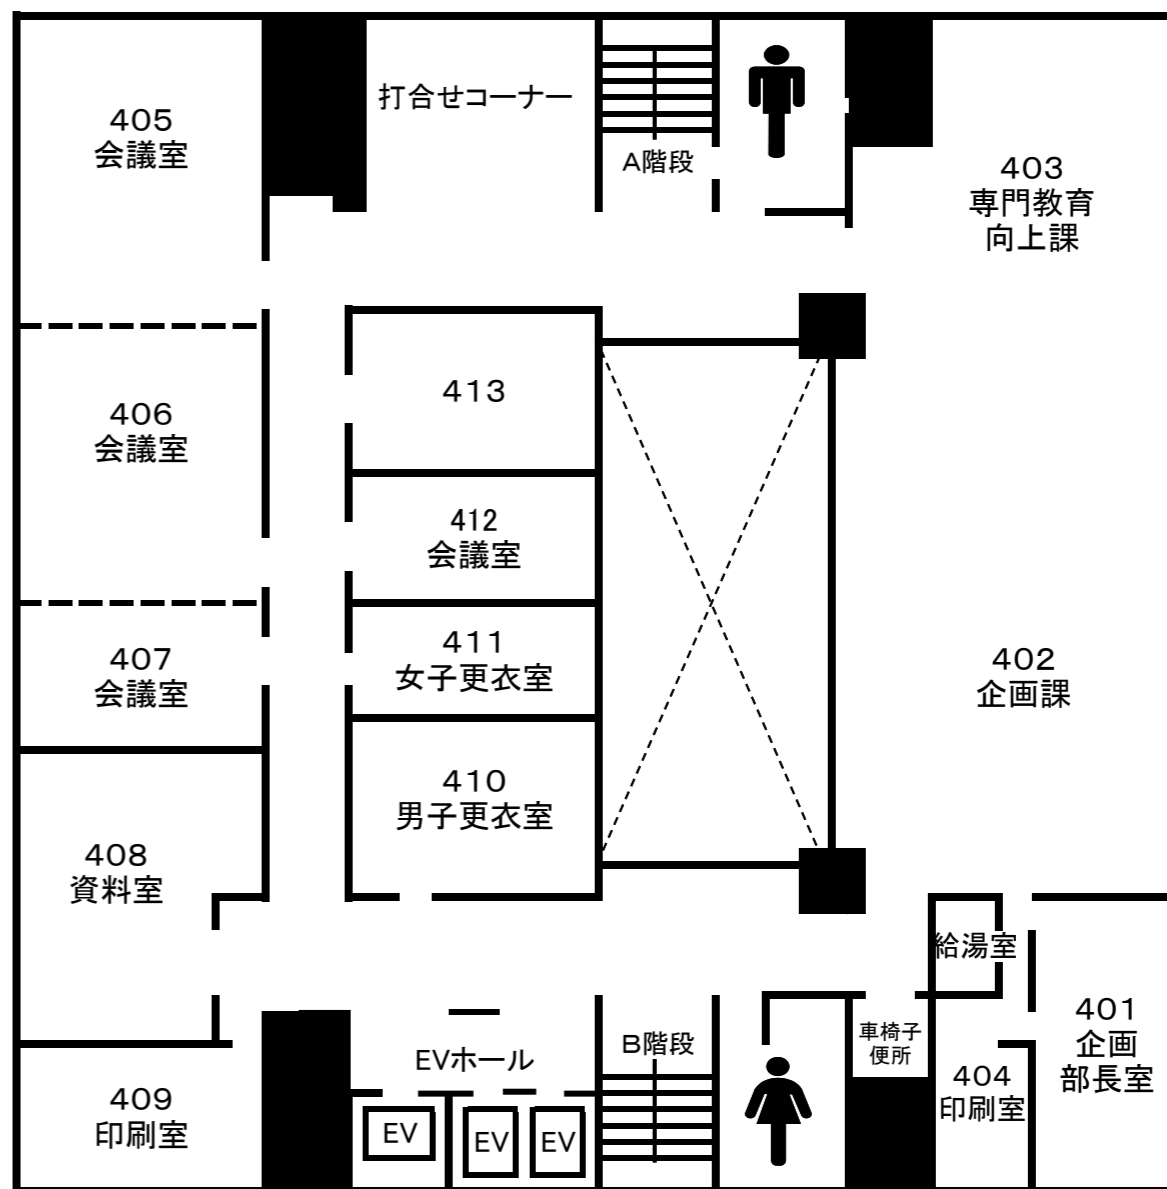 405
会議室
打合せコーナー
A階段
403
専門教育
向上課
406
会議室
413
412
会議室
407
会議室
411
女子更衣室
402
企画課
410
男子更衣室
408
資料室
給湯室
401
企画
部長室
EVホール
B階段
車椅子
便所
404
印刷室
409
印刷室
EV
EV
EV